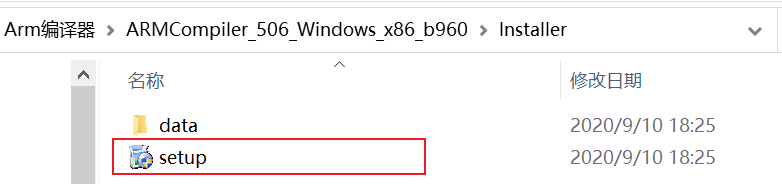 Arm编译器 > ARMCompiler_506_Windows_x86_b960 > Installer
名称 修改日期
data 2020/9/10 18:25
setup 2020/9/10 18:25